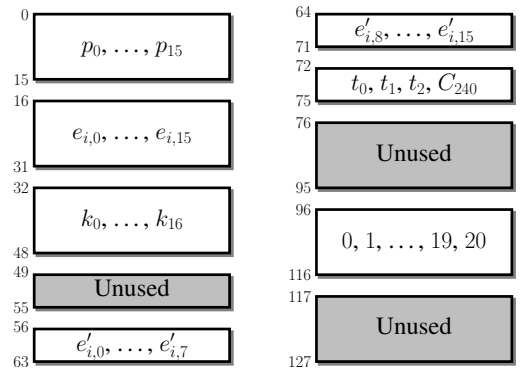 0
p₀, …, p₁₅
15
16
eᵢ,₀, …, eᵢ,₁₅
31
32
k₀, …, k₁₆
48
49
Unused
55
56
e′ᵢ,₀, …, e′ᵢ,₇
63
64
e′ᵢ,₈, …, e′ᵢ,₁₅
71
72
t₀, t₁, t₂, C₂₄₀
75
76
Unused
95
96
0, 1, …, 19, 20
116
117
Unused
127